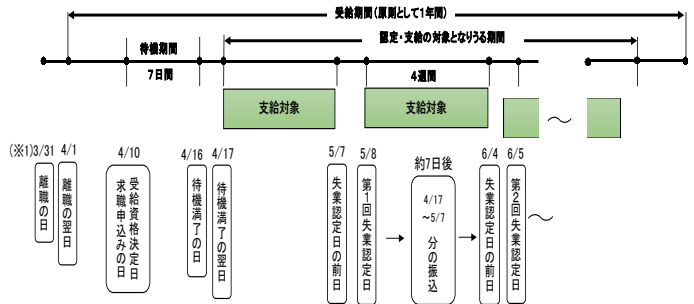 受給期間(原則として1年間)
待機期間
認定・支給の対象となりうる期間
7日間
4週間
支給対象
支給対象
～
(※1)3/31
4/1
4/10
4/16
4/17
5/7
5/8
約7日後
6/4
6/5
離職の日
離職の翌日
受給資格決定日
求職申込みの日
待機満了の日
待機満了の翌日
失業認定日の前日
第1回失業認定日
→
4/17
～5/7
分の振込
→
失業認定日の前日
第2回失業認定日
～